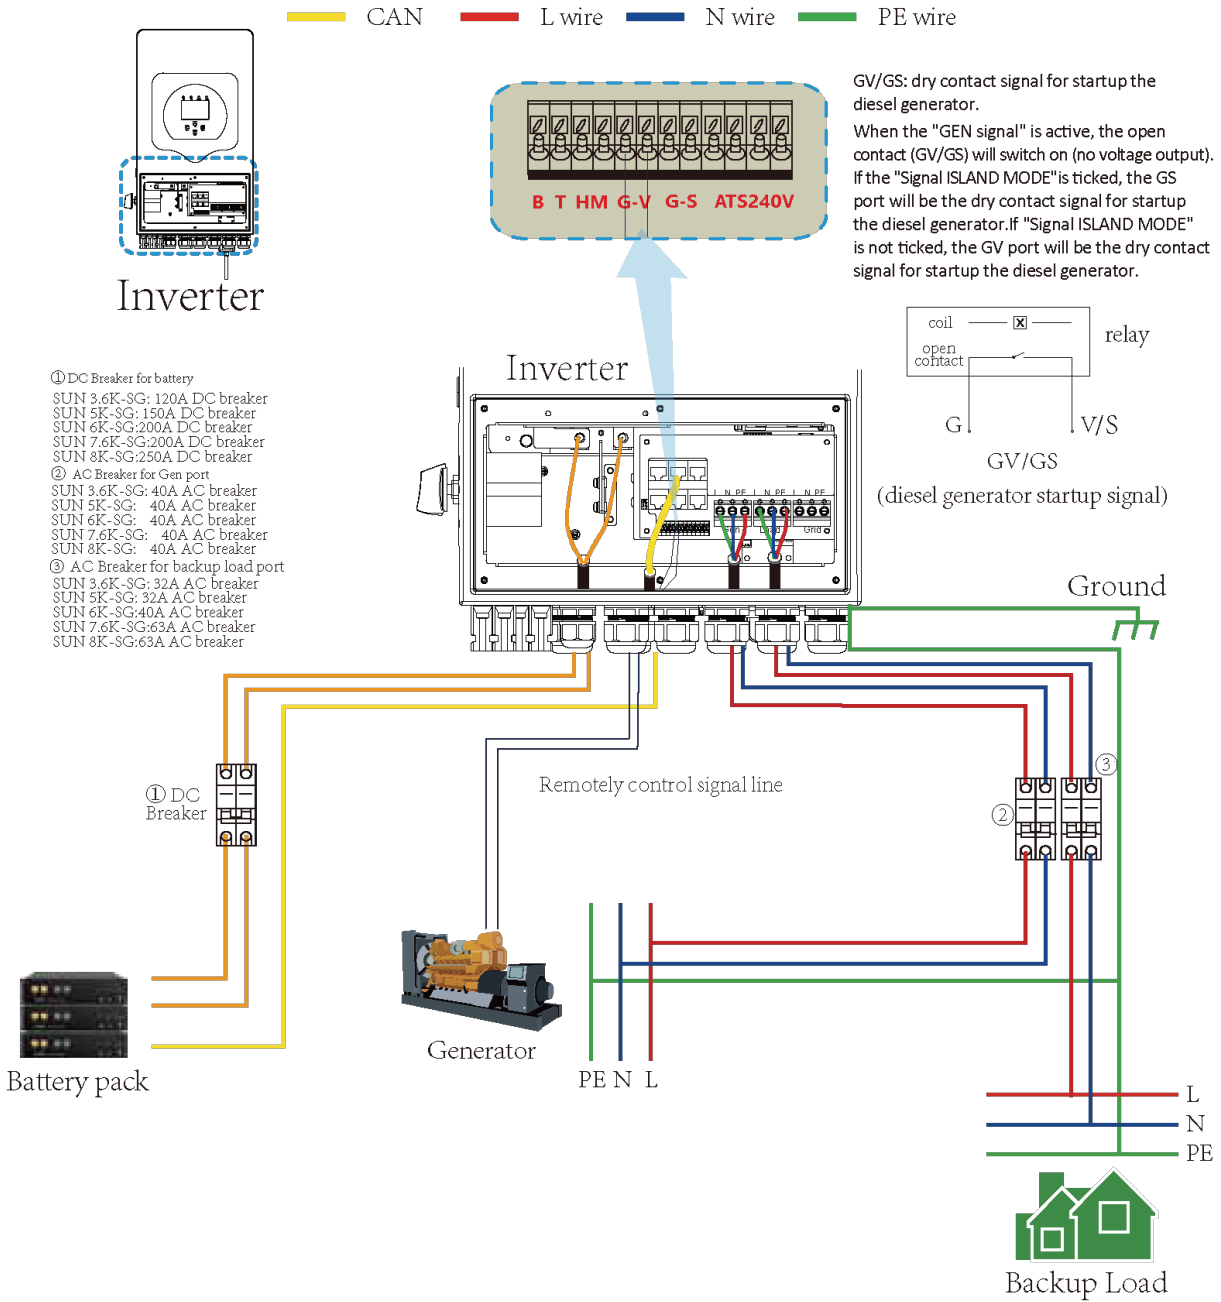 CAN L wire N wire PE wire
GV/GS: dry contact signal for startup the
diesel generator.
When the "GEN signal" is active, the open
contact (GV/GS) will switch on (no voltage output).
If the "Signal ISLAND MODE"is ticked, the GS
port will be the dry contact signal for startup
the diesel generator.If "Signal ISLAND MODE"
is not ticked, the GV port will be the dry contact
signal for startup the diesel generator.
B T HM G-V G-S ATS240V
Inverter
coil
open
contact
relay
G
V/S
GV/GS
(diesel generator startup signal)
Inverter
① DC Breaker for battery
SUN 3.6K-SG: 120A DC breaker
SUN 5K-SG: 150A DC breaker
SUN 6K-SG:200A DC breaker
SUN 7.6K-SG:200A DC breaker
SUN 8K-SG:250A DC breaker
② AC Breaker for Gen port
SUN 3.6K-SG: 40A AC breaker
SUN 5K-SG: 40A AC breaker
SUN 6K-SG: 40A AC breaker
SUN 7.6K-SG: 40A AC breaker
SUN 8K-SG: 40A AC breaker
③ AC Breaker for backup load port
SUN 3.6K-SG: 32A AC breaker
SUN 5K-SG: 32A AC breaker
SUN 6K-SG:40A AC breaker
SUN 7.6K-SG:63A AC breaker
SUN 8K-SG:63A AC breaker
L N PE L N PE L N PE
Gen Load Grid
Ground
① DC
Breaker
Remotely control signal line
②
③
Generator
Battery pack
PE N L
L
N
PE
Backup Load